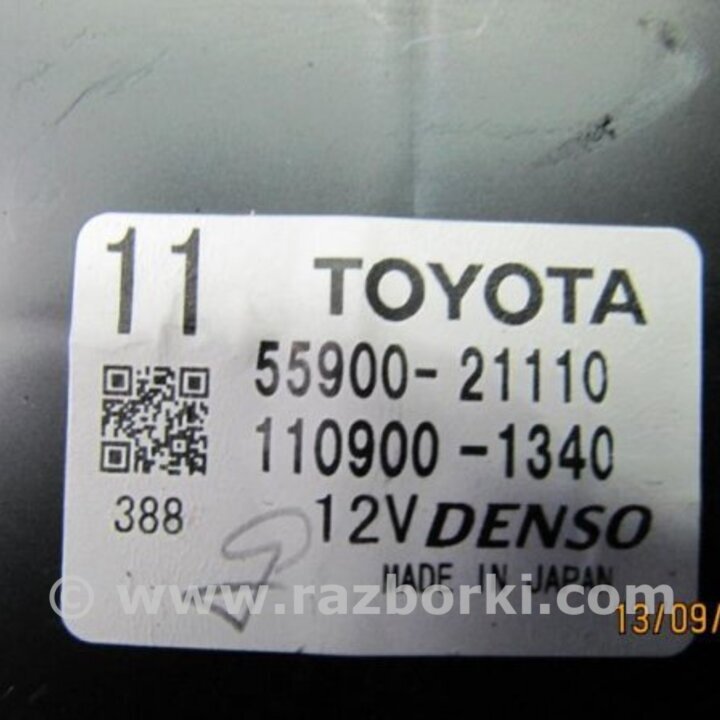 11 TOYOTA
55900-21110
110900-1340
388 12V DENSO
MADE IN JAPAN
© www.razborki.com
13/09/